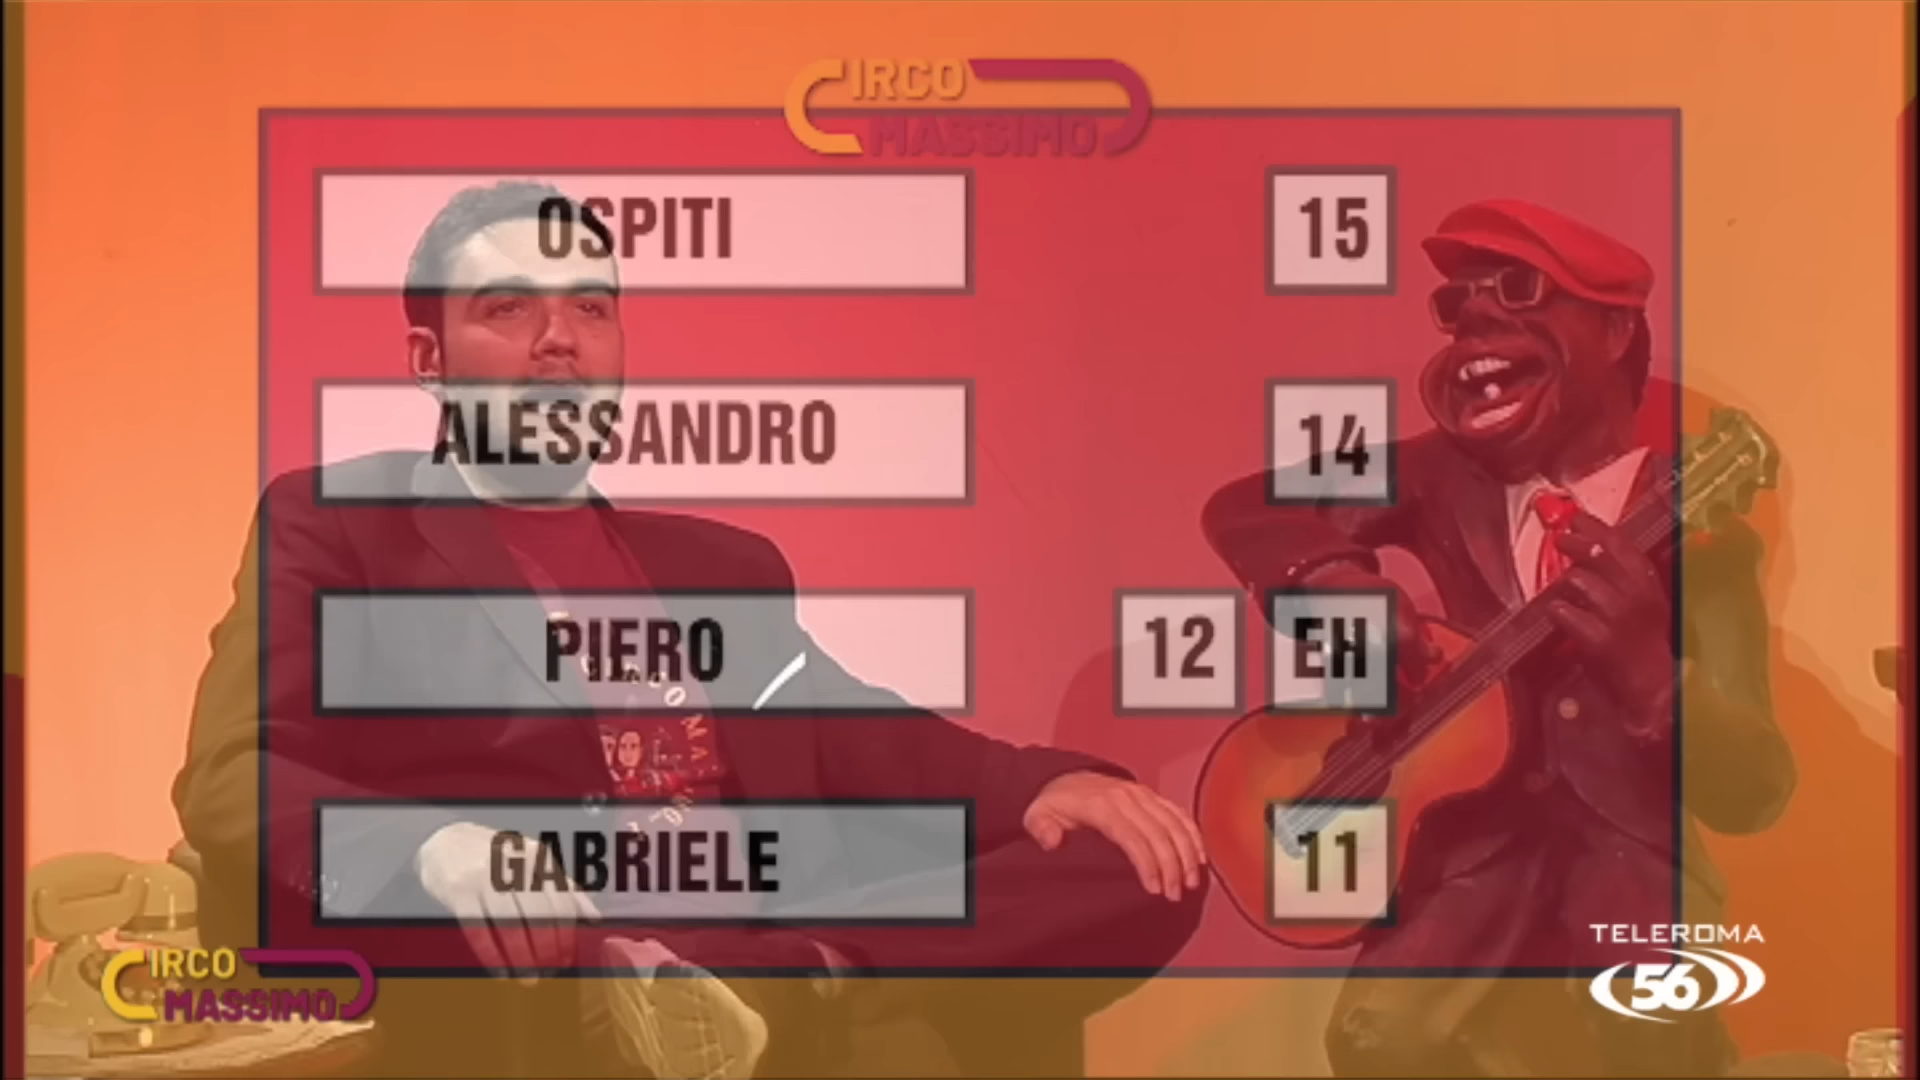 CIRCO
MASSIMO
OSPITI 15
ALESSANDRO 14
PIERO 12 EH
GABRIELE 11
CIRCO
MASSIMO
TELEROMA
56